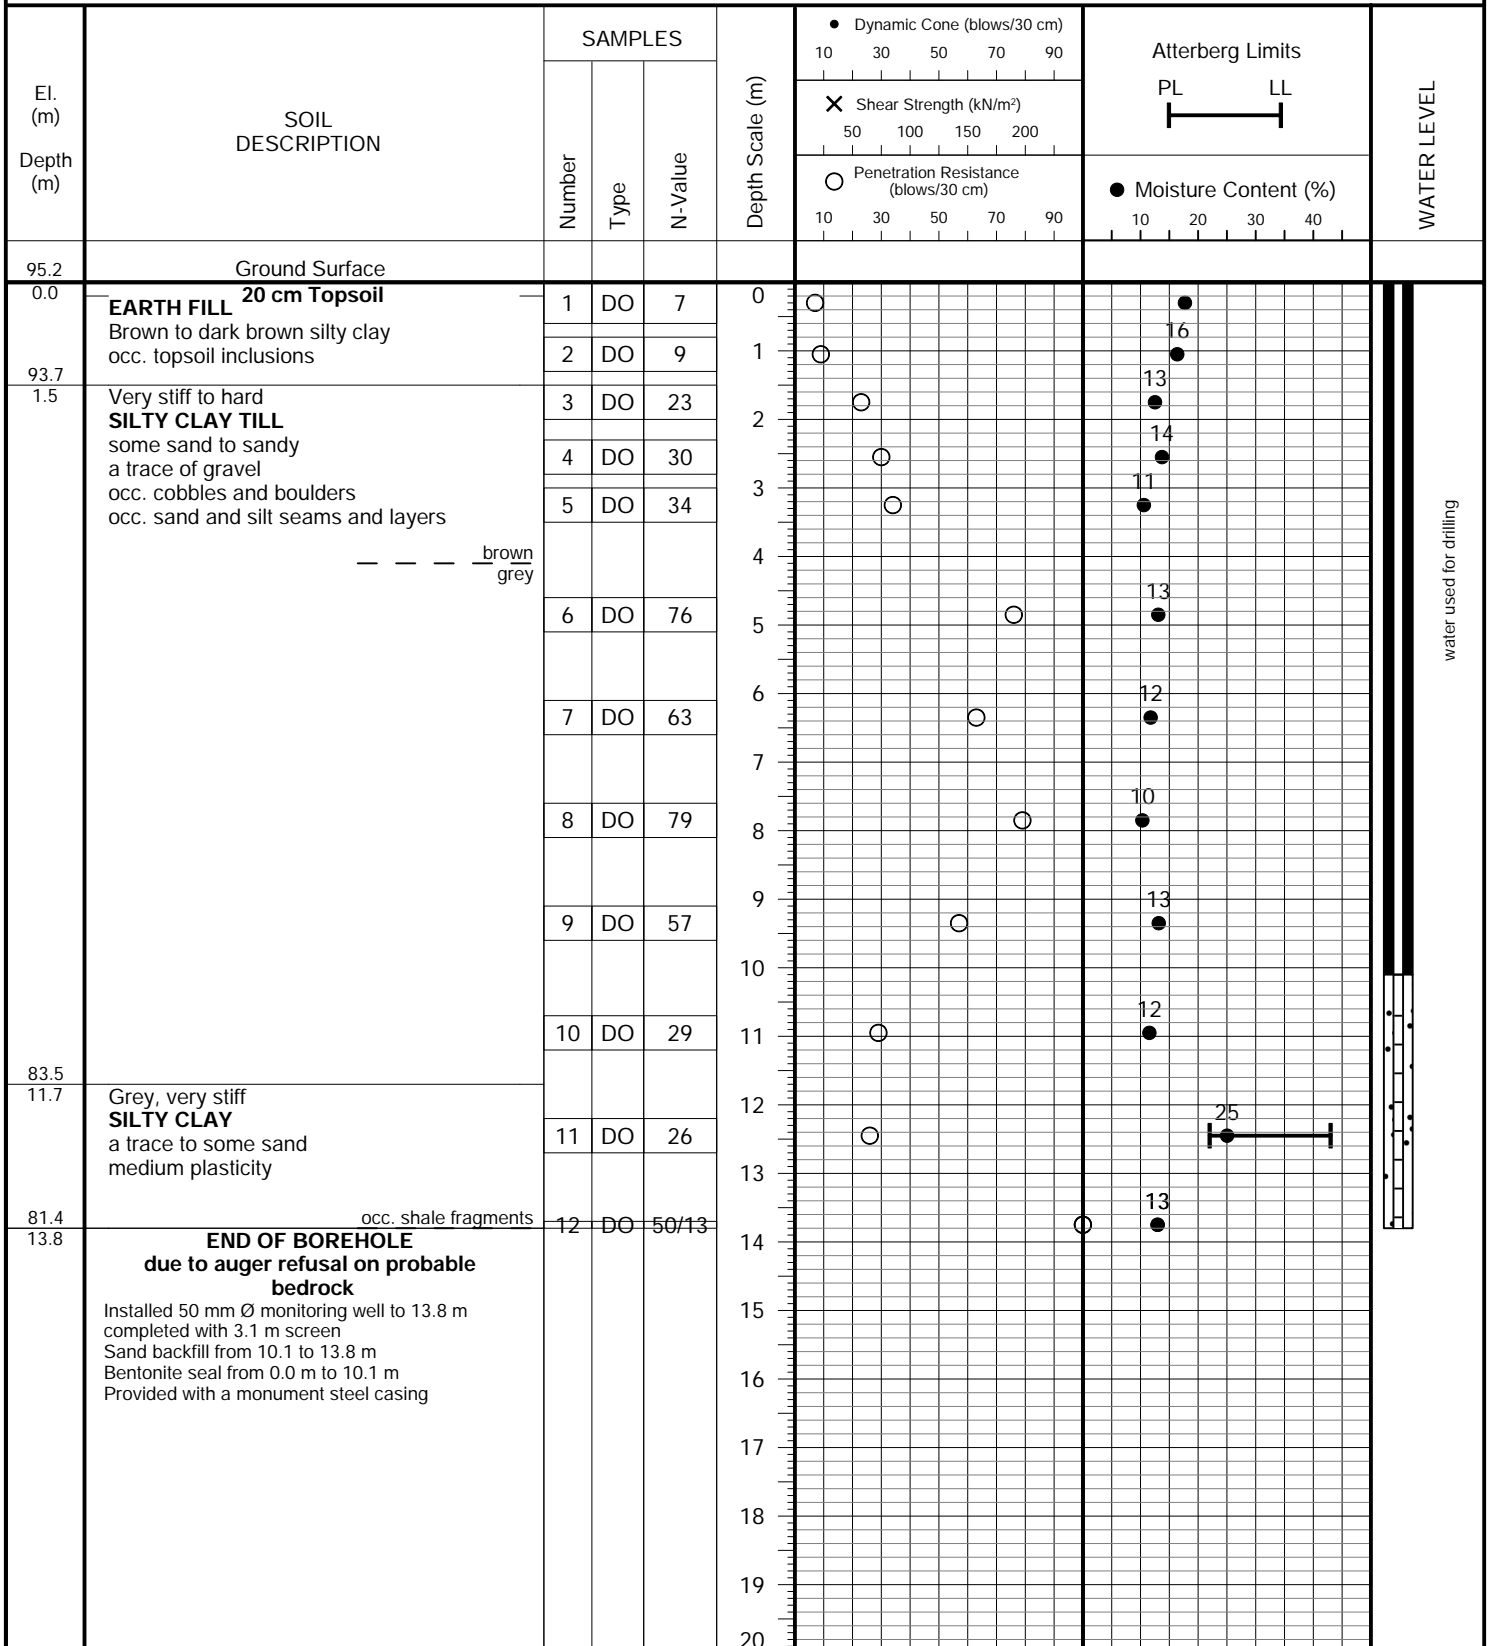 El.
(m)
Depth
(m)
SOIL
DESCRIPTION
SAMPLES
Number
Type
N-Value
Depth Scale (m)
● Dynamic Cone (blows/30 cm)
10 30 50 70 90
✕ Shear Strength (kN/m²)
50 100 150 200
○ Penetration Resistance
(blows/30 cm)
10 30 50 70 90
Atterberg Limits
PL LL
● Moisture Content (%)
10 20 30 40
WATER LEVEL
95.2 Ground Surface
0.0 20 cm Topsoil 0
EARTH FILL 1 DO 7
Brown to dark brown silty clay
16
occ. topsoil inclusions 2 DO 9 1
93.7
13
1.5 Very stiff to hard 3 DO 23
SILTY CLAY TILL 2
some sand to sandy 14
a trace of gravel 4 DO 30
11
occ. cobbles and boulders 3
occ. sand and silt seams and layers 5 DO 34
water used for drilling
brown 4
grey
13
6 DO 76 5
12
6
7 DO 63
7
10
8 DO 79 8
13
9
9 DO 57
10
12
10 DO 29 11
83.5
11.7 Grey, very stiff
SILTY CLAY 12 25
a trace to some sand 11 DO 26
medium plasticity 13
13
81.4 occ. shale fragments 12 DO 50/13
13.8 END OF BOREHOLE 14
due to auger refusal on probable
bedrock
Installed 50 mm Ø monitoring well to 13.8 m 15
completed with 3.1 m screen
Sand backfill from 10.1 to 13.8 m
Bentonite seal from 0.0 m to 10.1 m 16
Provided with a monument steel casing
17
18
19
20